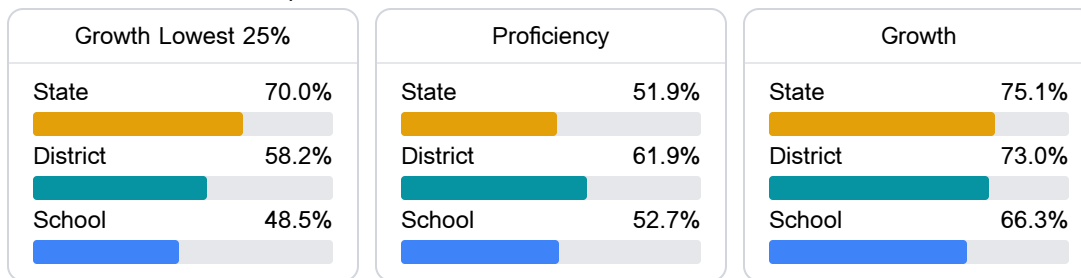 Growth Lowest 25%
State 70.0%
District 58.2%
School 48.5%
Proficiency
State 51.9%
District 61.9%
School 52.7%
Growth
State 75.1%
District 73.0%
School 66.3%